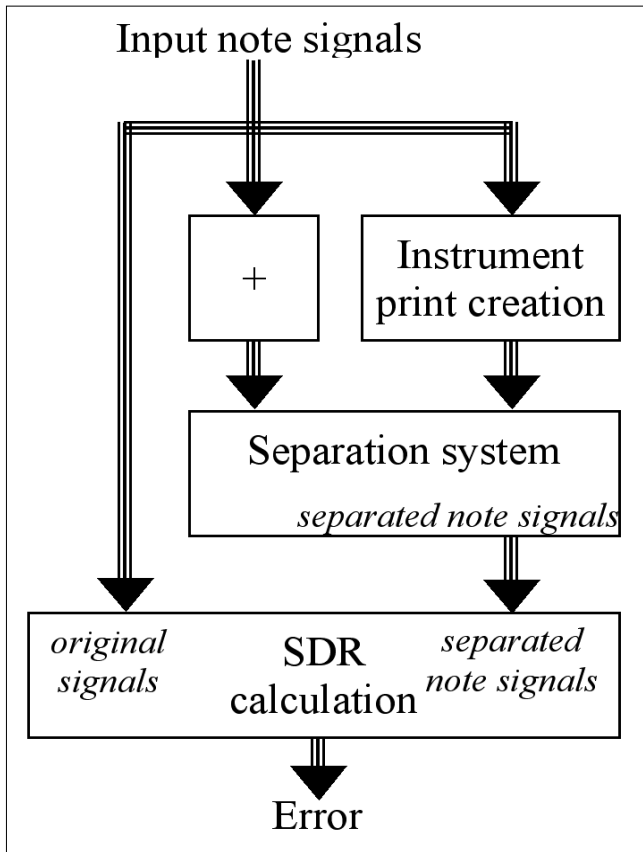 Input note signals
+
Instrument
print creation
Separation system
separated note signals
original
signals
SDR
calculation
separated
note signals
Error